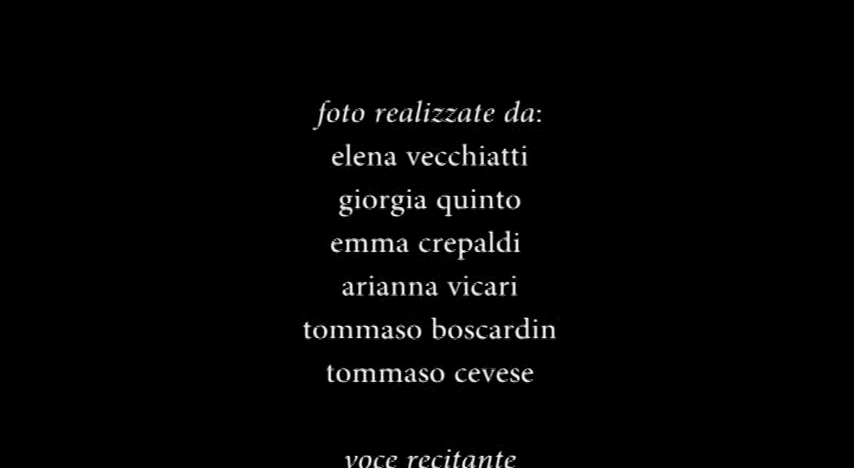 foto realizzate da:
elena vecchiatti
giorgia quinto
emma crepaldi
arianna vicari
tommaso boscardin
tommaso cevese
voce recitante